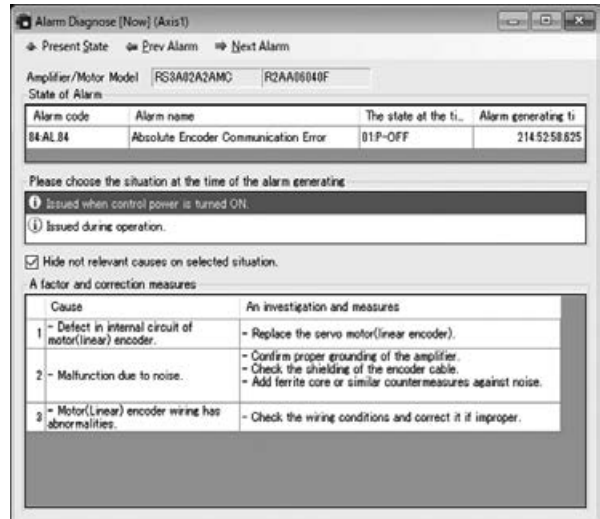 Alarm Diagnose [Now] (Axis1)
Present State Prev Alarm Next Alarm
Amplifier/Motor Model RS3A02A2AMC R2AA06040F
State of Alarm
Alarm code Alarm name The state at the ti... Alarm generating ti
84:AL.84 Absolute Encoder Communication Error 01:P-OFF 214:52:58.625
Please choose the situation at the time of the alarm generating
Issued when control power is turned ON.
Issued during operation.
Hide not relevant causes on selected situation.
A factor and correction measures
Cause An investigation and measures
1 - Defect in internal circuit of
motor(linear) encoder. - Replace the servo motor(linear encoder).
2 - Malfunction due to noise. - Confirm proper grounding of the amplifier.
- Check the shielding of the encoder cable.
- Add ferrite core or similar countermeasures against noise.
3 - Motor(Linear) encoder wiring has
abnormalities. - Check the wiring conditions and correct it if improper.